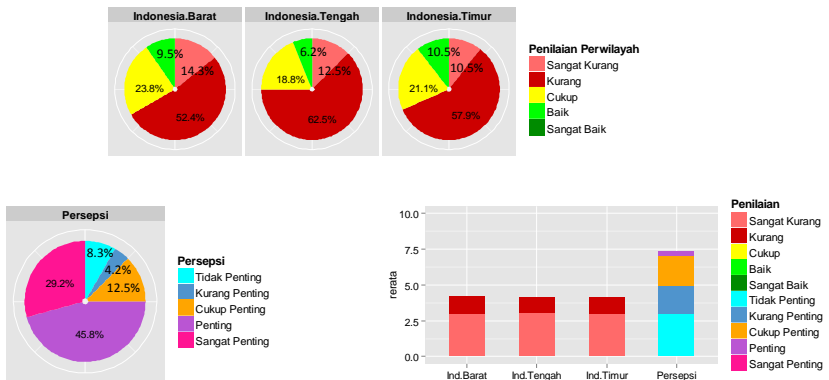 Indonesia.Barat Indonesia.Tengah Indonesia.Timur
9.5% 14.3% 23.8% 52.4%
6.2% 12.5% 18.8% 62.5%
10.5% 10.5% 21.1% 57.9%
Penilaian Perwilayah
Sangat Kurang
Kurang
Cukup
Baik
Sangat Baik
Persepsi
8.3%
4.2%
29.2% 12.5%
45.8%
Persepsi
Tidak Penting
Kurang Penting
Cukup Penting
Penting
Sangat Penting
10.0
7.5
5.0
2.5
0.0
rerata
Ind.Barat Ind.Tengah Ind.Timur Persepsi
Penilaian
Sangat Kurang
Kurang
Cukup
Baik
Sangat Baik
Tidak Penting
Kurang Penting
Cukup Penting
Penting
Sangat Penting